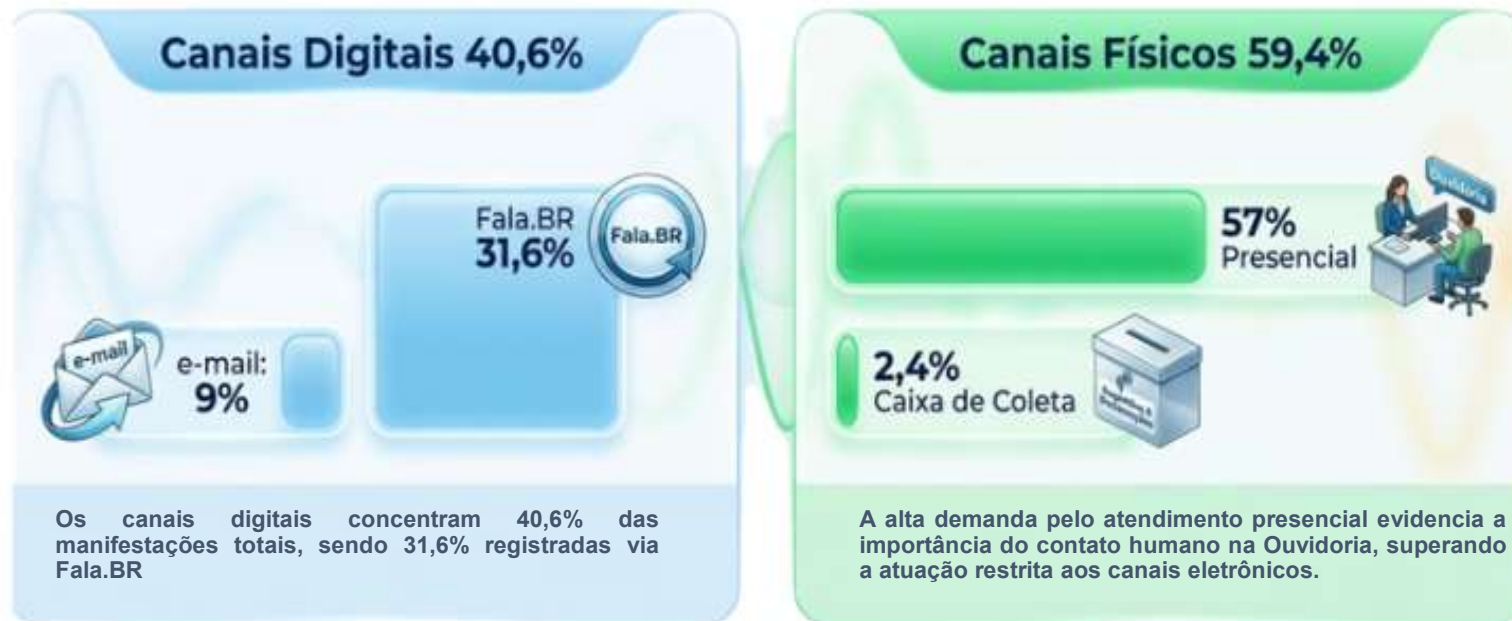 Canais Digitais 40,6%
Fala.BR
31,6%
Fala.BR
e-mail
e-mail:
9%
Os canais digitais concentram 40,6% das
manifestações totais, sendo 31,6% registradas via
Fala.BR
Canais Físicos 59,4%
Ouvidoria
57%
Presencial
2,4%
Caixa de Coleta
A alta demanda pelo atendimento presencial evidencia a
importância do contato humano na Ouvidoria, superando
a atuação restrita aos canais eletrônicos.